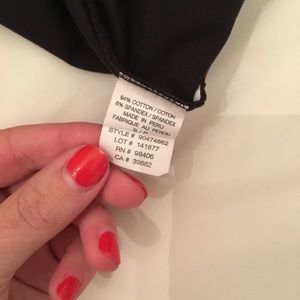 94% COTTON / COTON
6% SPANDEX / SPANDEX
MADE IN PERU
FABRIQUE AU PEROU
STYLE # 90474662
LOT # 141877
RN # 98406
CA # 39862